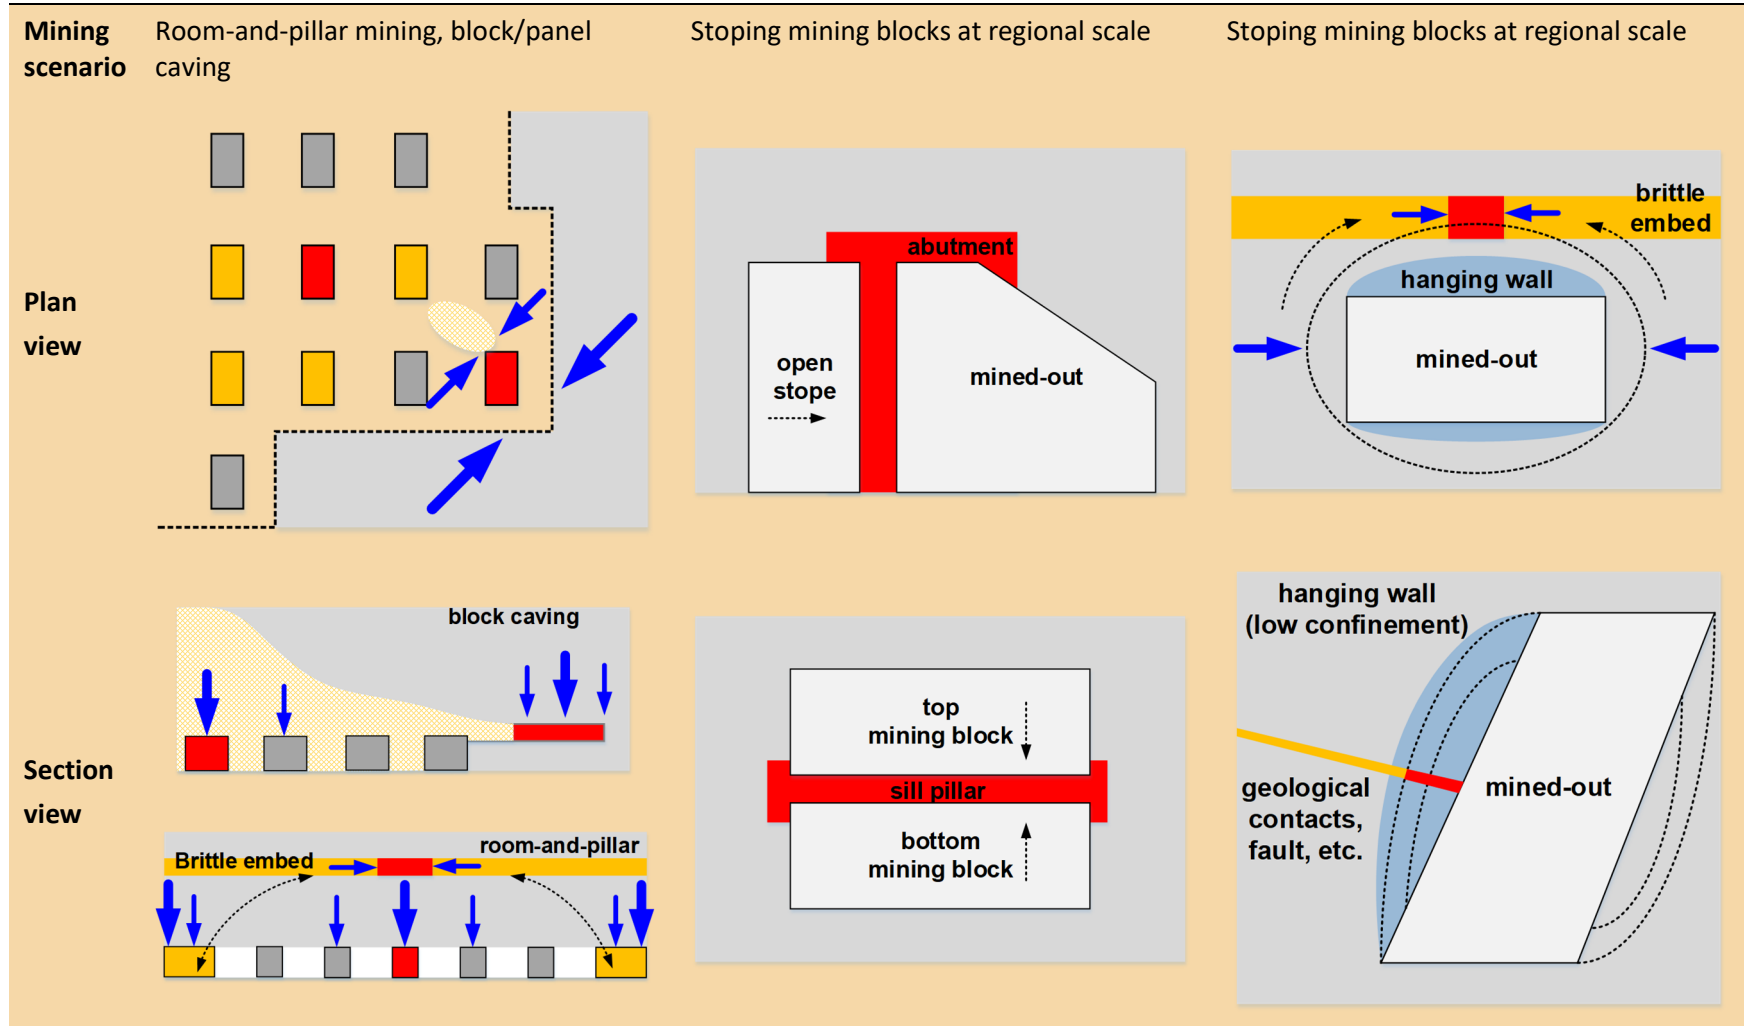 Mining
scenario
Room-and-pillar mining, block/panel
caving
Stoping mining blocks at regional scale
Stoping mining blocks at regional scale
Plan
view
abutment
open
stope
mined-out
brittle
embed
hanging wall
mined-out
Section
view
block caving
Brittle embed
room-and-pillar
top
mining block
sill pillar
bottom
mining block
hanging wall
(low confinement)
geological
contacts,
fault, etc.
mined-out